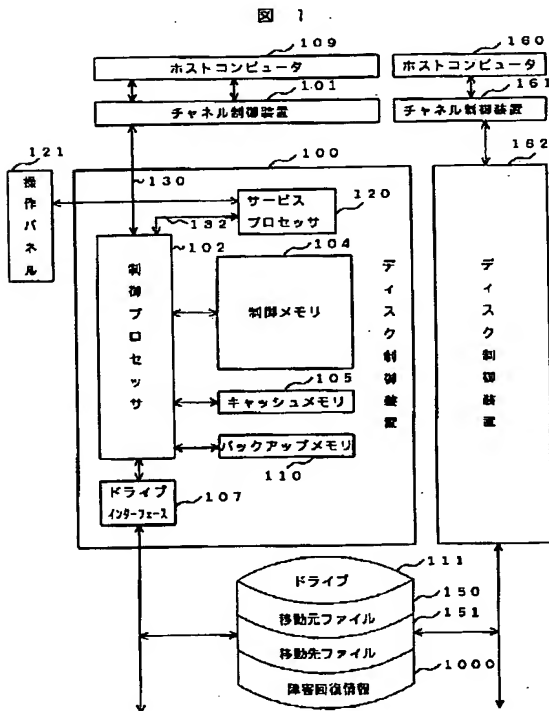 図 1
109
ホストコンピュータ
101
チャネル制御装置
160
ホストコンピュータ
161
チャネル制御装置
162
ディスク制御装置
121
操作パネル
100
130
サービス
プロセッサ
120
132
102
制御プロセッサ
104
制御メモリ
ディスク制御装置
105
キャッシュメモリ
バックアップメモリ
110
ドライブ
インターフェース
107
111
ドライブ
150
移動元ファイル
151
移動先ファイル
1000
障害回復情報